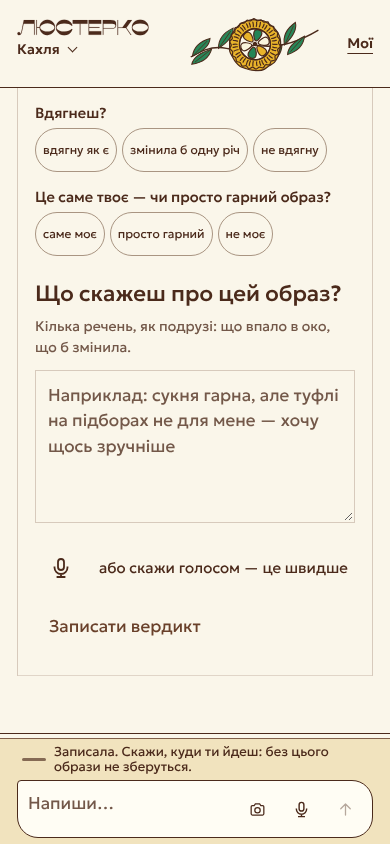 ЛЮСТЕРКО
Кахля
Мої
Вдягнеш?
вдягну як є
змінила б одну річ
не вдягну
Це саме твоє — чи просто гарний образ?
саме моє
просто гарний
не моє
Що скажеш про цей образ?
Кілька речень, як подрузі: що впало в око,
що б змінила.
Наприклад: сукня гарна, але туфлі
на підборах не для мене — хочу
щось зручніше
або скажи голосом — це швидше
Записати вердикт
Записала. Скажи, куди ти йдеш: без цього
образи не зберуться.
Напиши…